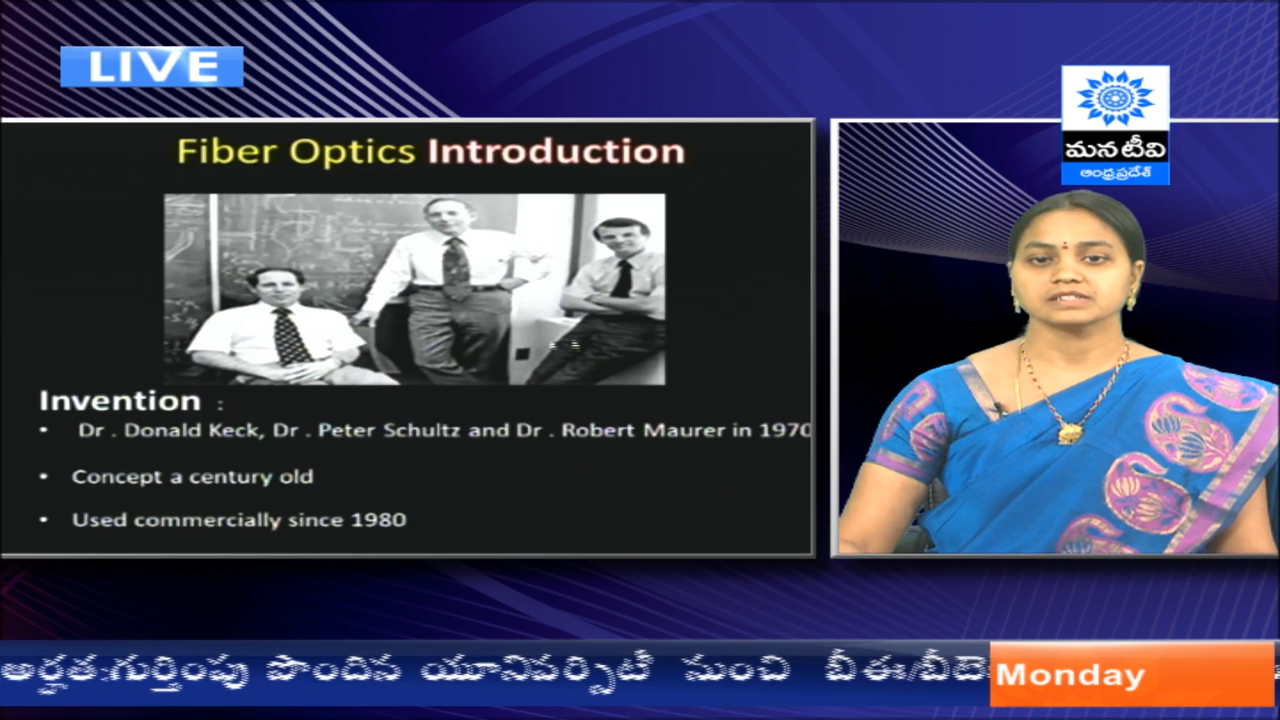 LIVE
మన టీవి
ఆంధ్రప్రదేశ్
Fiber Optics Introduction
Invention :
• Dr . Donald Keck, Dr . Peter Schultz and Dr . Robert Maurer in 1970
• Concept a century old
• Used commercially since 1980
అర్హత:గుర్తింపు పొందిన యూనివర్సిటీ నుంచి బీఈ/బీటె
Monday